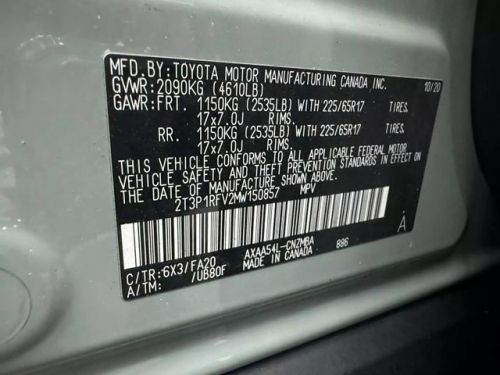 MFD.BY:TOYOTA MOTOR MANUFACTURING CANADA INC.
GVWR:2090KG (4610LB) 10/20
GAWR:FRT. 1150KG (2535LB) WITH 225/65R17 TIRES,
17x7.0J RIMS.
RR. 1150KG (2535LB) WITH 225/65R17 TIRES,
17x7.0J RIMS.
THIS VEHICLE CONFORMS TO ALL APPLICABLE FEDERAL MOTOR
VEHICLE SAFETY AND BUMPER STANDARDS IN EFFECT ON
THE DATE OF MANUFACTURE SHOWN ABOVE.
2T3P1RFV2MW150857 MPV
A
C/TR:6X3/FA20 AXAA54L-CNZMBA 886
A/TM: /UB80F MADE IN CANADA